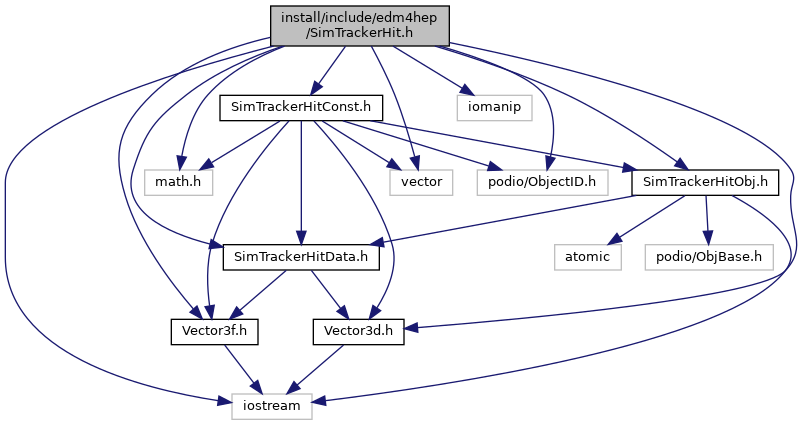 install/include/edm4hep
/SimTrackerHit.h
SimTrackerHitConst.h
iomanip
math.h
vector
podio/ObjectID.h
SimTrackerHitObj.h
SimTrackerHitData.h
atomic
podio/ObjBase.h
Vector3f.h
Vector3d.h
iostream